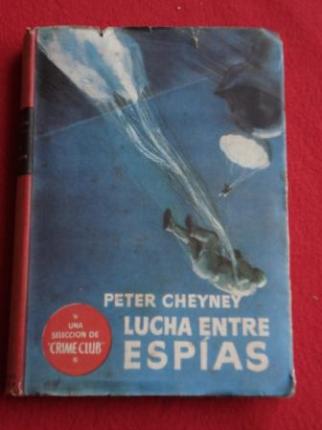 PETER CHEYNEY
LUCHA ENTRE
ESPÍAS
UNA
SELECCION DE
"CRIME CLUB"